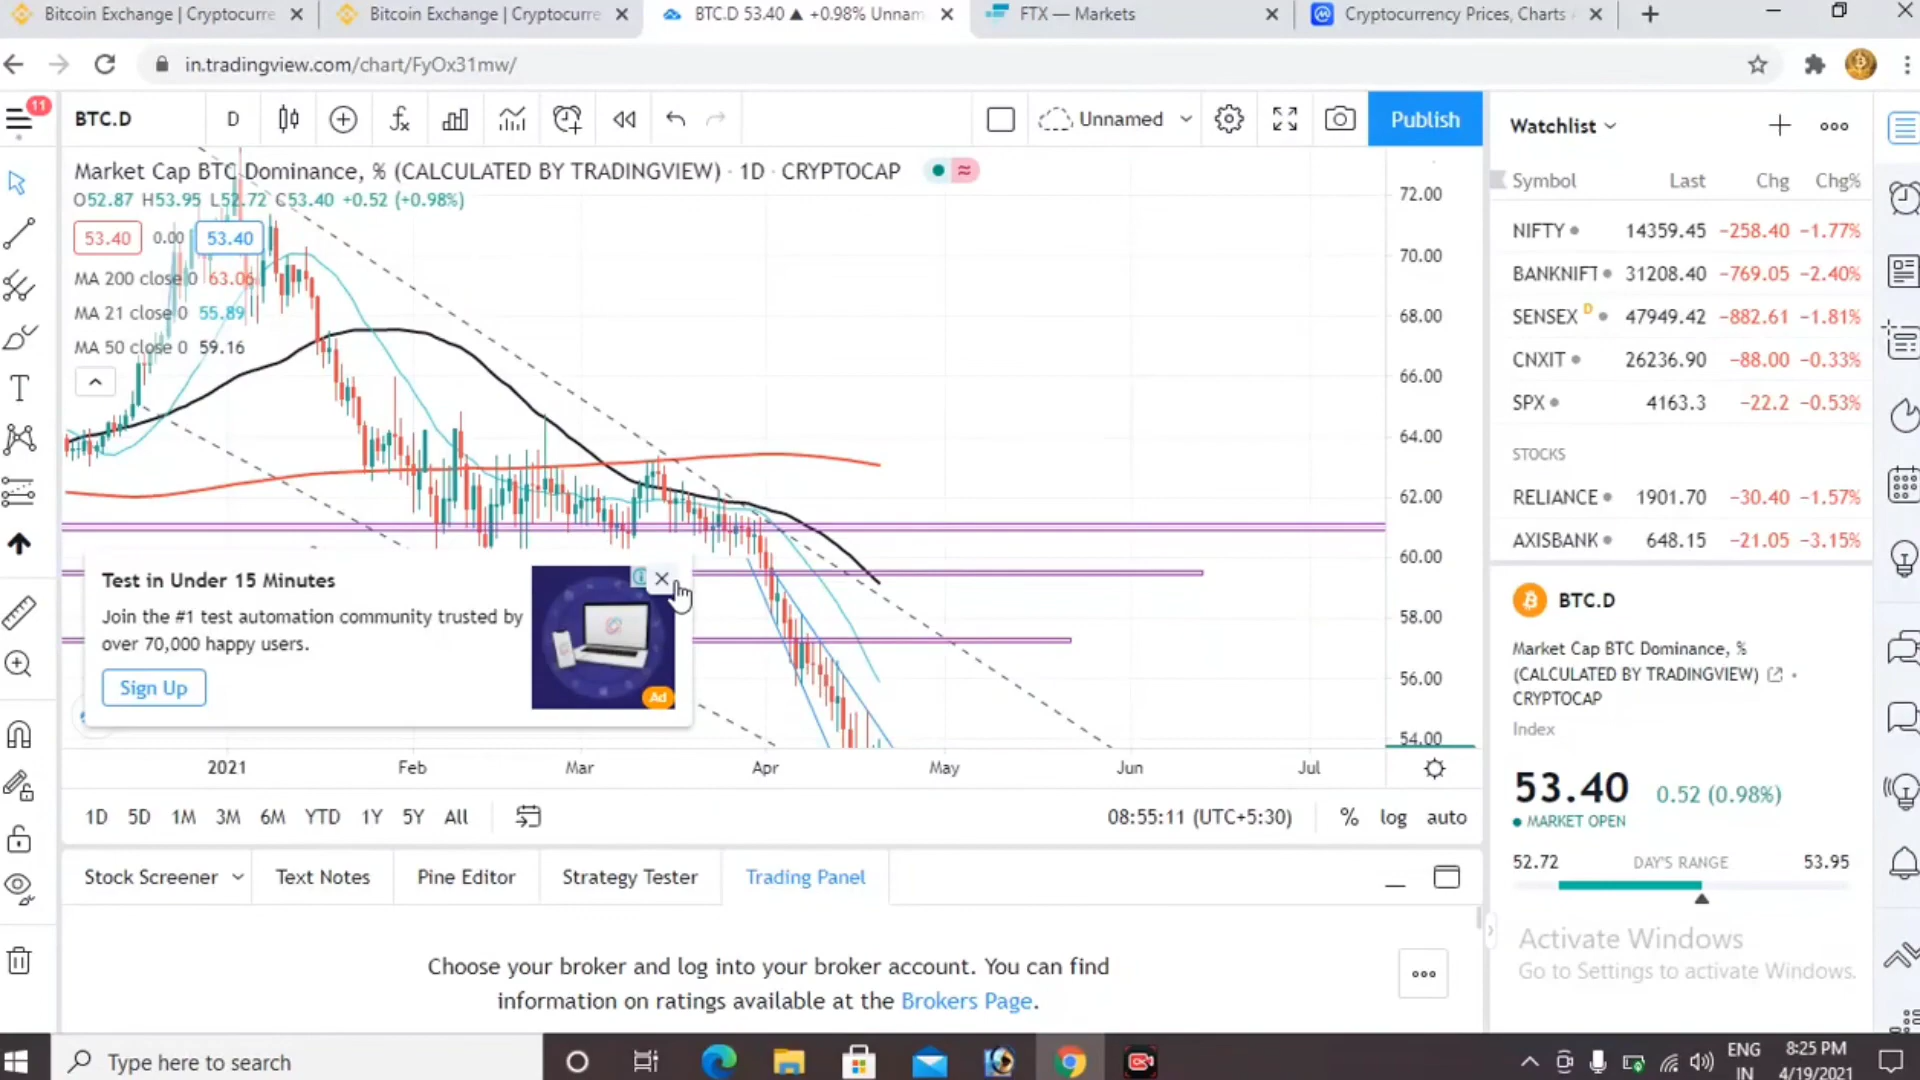 Bitcoin Exchange | Cryptocurre
Bitcoin Exchange | Cryptocurre
BTC.D 53.40 ▲ +0.98% Unnam
FTX — Markets
Cryptocurrency Prices, Charts
in.tradingview.com/chart/FyOx31mw/
11
BTC.D
D
Unnamed
Publish
Market Cap BTC Dominance, % (CALCULATED BY TRADINGVIEW) · 1D · CRYPTOCAP
O52.87 H53.95 L52.72 C53.40 +0.52 (+0.98%)
53.40 0.00 53.40
MA 200 close 0 63.06
MA 21 close 0 55.89
MA 50 close 0 59.16
72.00
70.00
68.00
66.00
64.00
62.00
60.00
58.00
56.00
54.00
Test in Under 15 Minutes
Join the #1 test automation community trusted by
over 70,000 happy users.
Sign Up
Ad
2021 Feb Mar Apr May Jun Jul
1D 5D 1M 3M 6M YTD 1Y 5Y All
08:55:11 (UTC+5:30) % log auto
Stock Screener Text Notes Pine Editor Strategy Tester Trading Panel
Choose your broker and log into your broker account. You can find
information on ratings available at the Brokers Page.
Watchlist
Symbol Last Chg Chg%
NIFTY 14359.45 −258.40 −1.77%
BANKNIFT 31208.40 −769.05 −2.40%
SENSEX D 47949.42 −882.61 −1.81%
CNXIT 26236.90 −88.00 −0.33%
SPX 4163.3 −22.2 −0.53%
STOCKS
RELIANCE 1901.70 −30.40 −1.57%
AXISBANK 648.15 −21.05 −3.15%
BTC.D
Market Cap BTC Dominance, %
(CALCULATED BY TRADINGVIEW) ·
CRYPTOCAP
Index
53.40 0.52 (0.98%)
MARKET OPEN
52.72 DAY'S RANGE 53.95
Activate Windows
Go to Settings to activate Windows.
Type here to search
ENG
IN
8:25 PM
4/19/2021